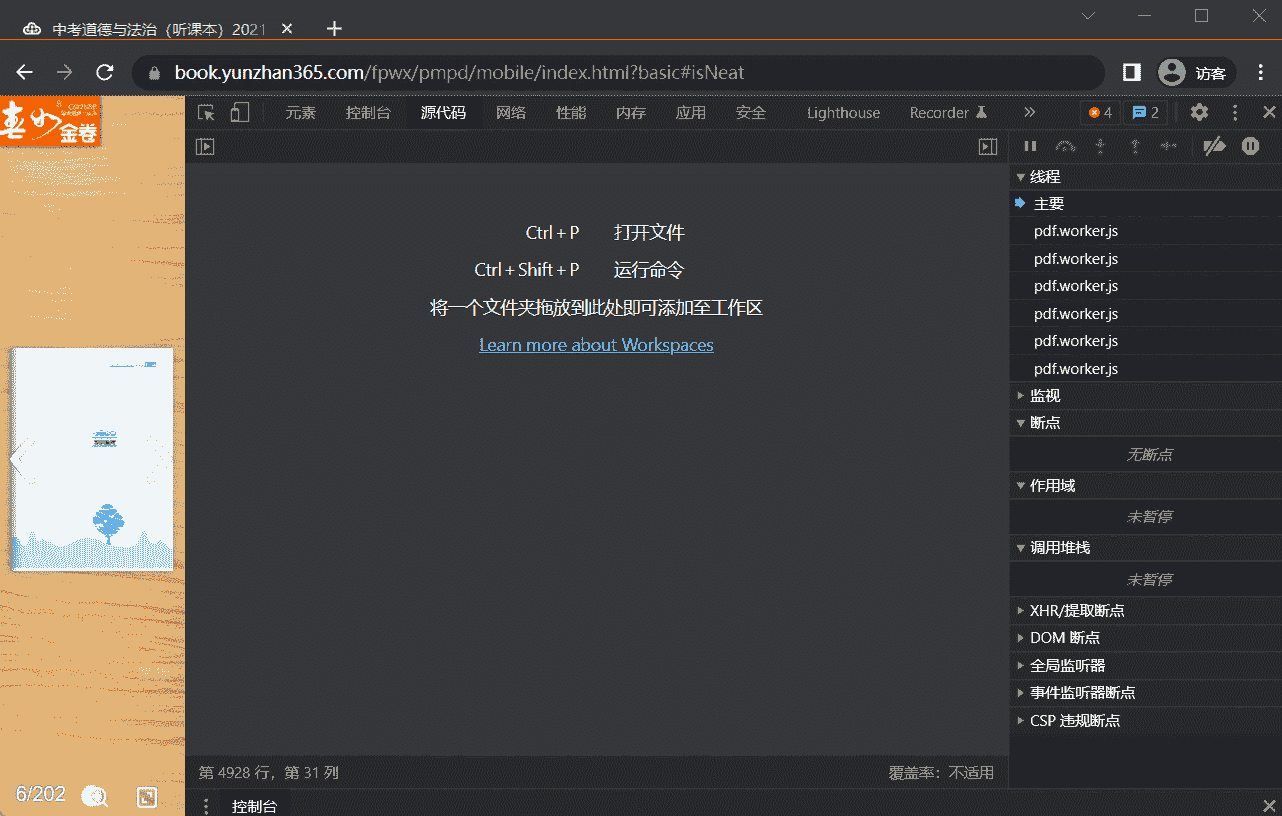 中考道德与法治（听课本）2021
book.yunzhan365.com/fpwx/pmpd/mobile/index.html?basic#isNeat
访客
金卷
元素 控制台 源代码 网络 性能 内存 应用 安全 Lighthouse Recorder » 4 2
Ctrl + P 打开文件
Ctrl + Shift + P 运行命令
将一个文件夹拖放到此处即可添加至工作区
Learn more about Workspaces
线程
主要
pdf.worker.js
pdf.worker.js
pdf.worker.js
pdf.worker.js
pdf.worker.js
pdf.worker.js
监视
断点
无断点
作用域
未暂停
调用堆栈
未暂停
XHR/提取断点
DOM 断点
全局监听器
事件监听器断点
CSP 违规断点
第 4928 行，第 31 列
覆盖率：不适用
6/202
控制台